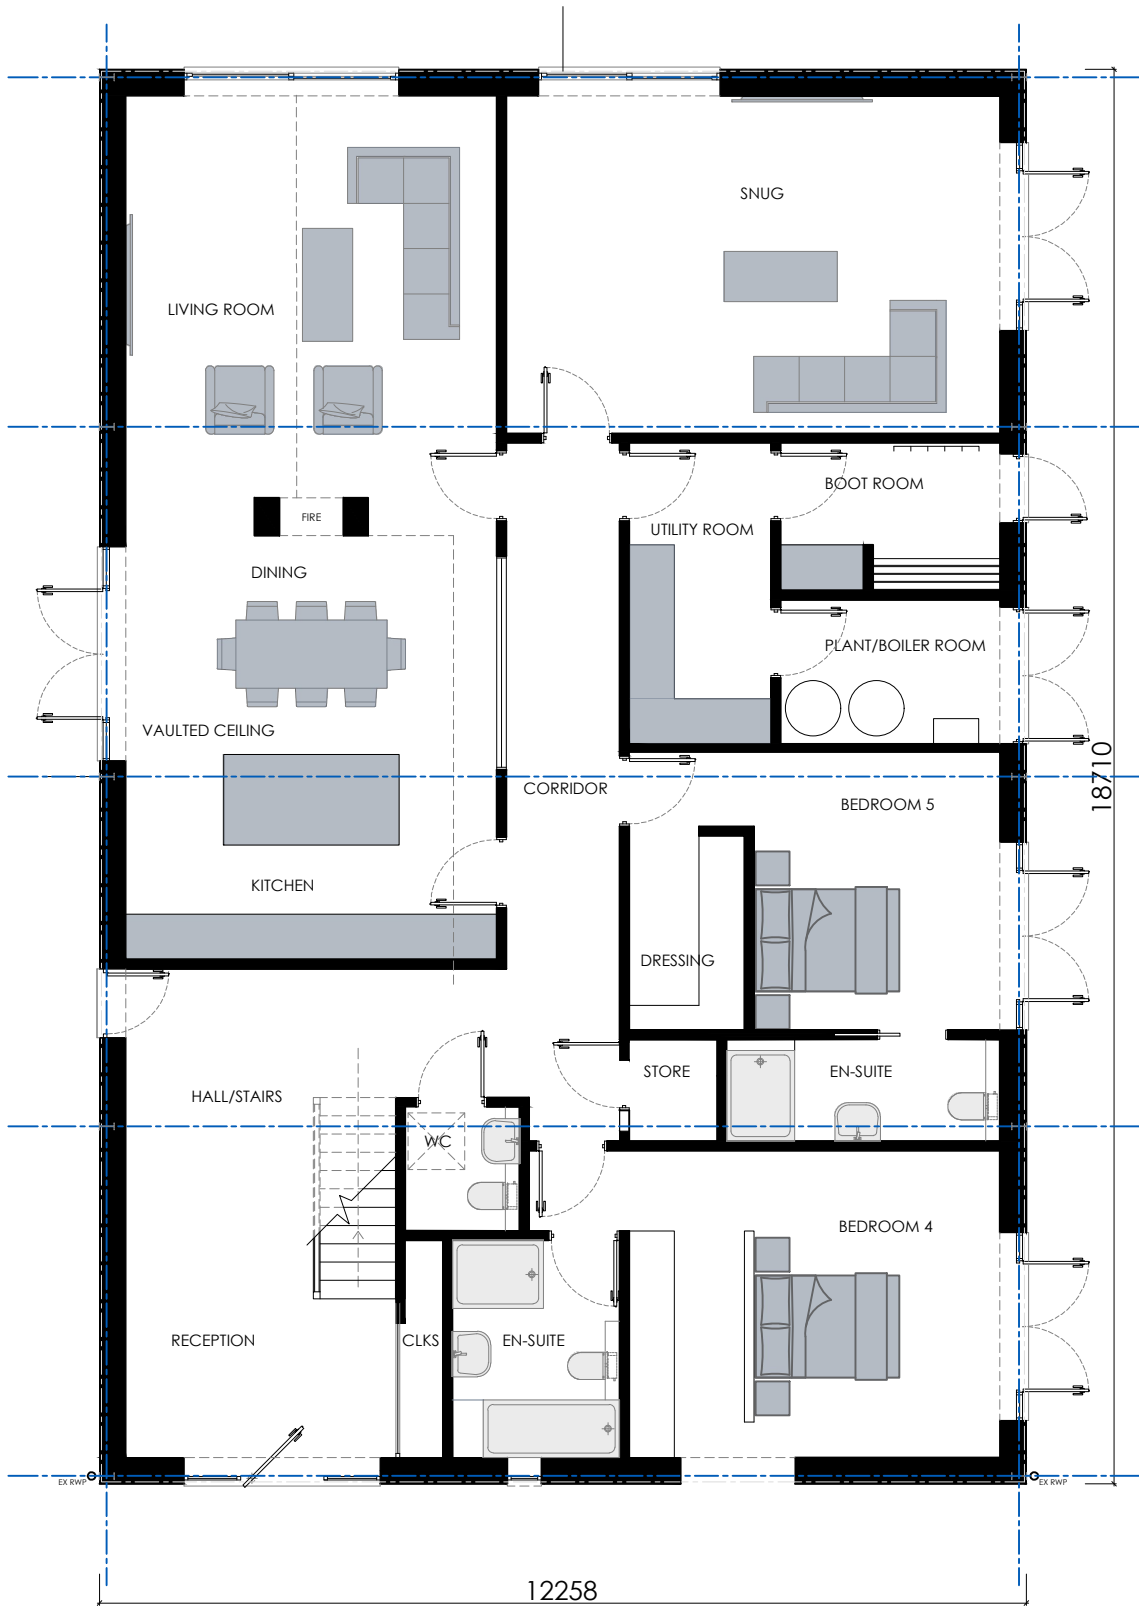 SNUG
LIVING ROOM
BOOT ROOM
FIRE
UTILITY ROOM
DINING
PLANT/BOILER ROOM
VAULTED CEILING
18710
CORRIDOR
BEDROOM 5
KITCHEN
DRESSING
STORE
EN-SUITE
HALL/STAIRS
WC
BEDROOM 4
RECEPTION
CLKS
EN-SUITE
EX RWP
EX RWP
12258